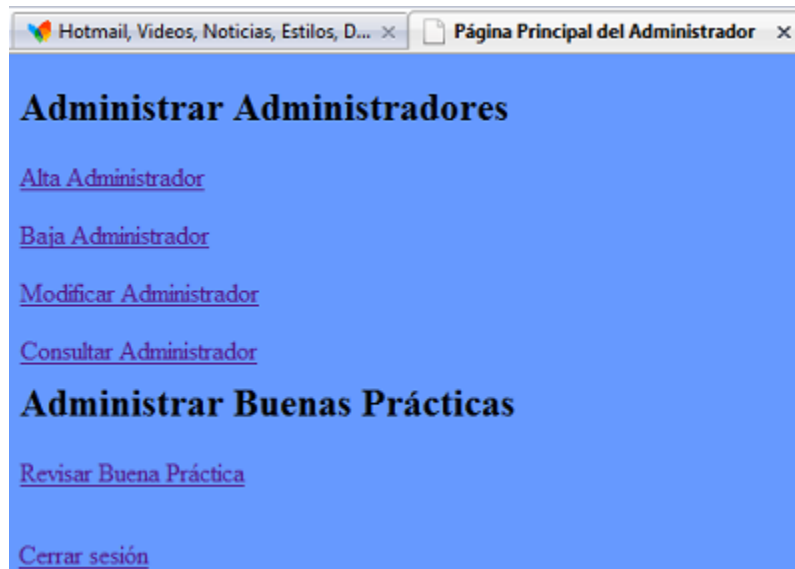 Hotmail, Videos, Noticias, Estilos, D... Página Principal del Administrador
Administrar Administradores
Alta Administrador
Baja Administrador
Modificar Administrador
Consultar Administrador
Administrar Buenas Prácticas
Revisar Buena Práctica
Cerrar sesión